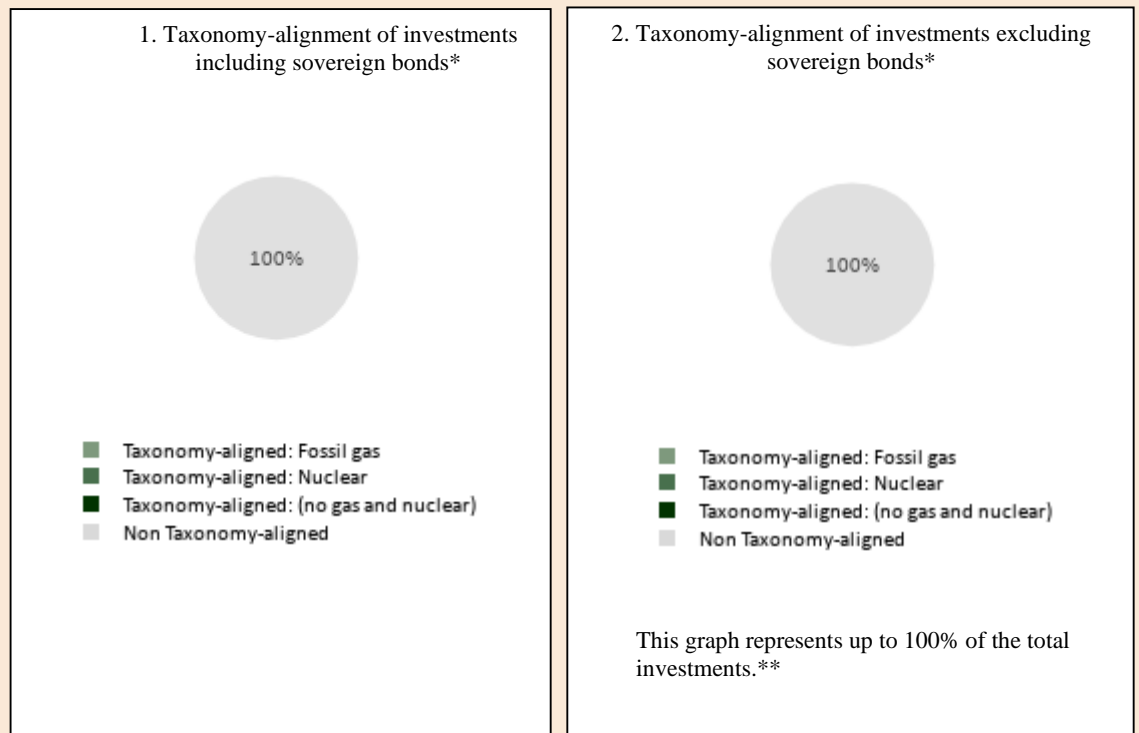 1. Taxonomy-alignment of investments
including sovereign bonds*
100%
Taxonomy-aligned: Fossil gas
Taxonomy-aligned: Nuclear
Taxonomy-aligned: (no gas and nuclear)
Non Taxonomy-aligned
2. Taxonomy-alignment of investments excluding
sovereign bonds*
100%
Taxonomy-aligned: Fossil gas
Taxonomy-aligned: Nuclear
Taxonomy-aligned: (no gas and nuclear)
Non Taxonomy-aligned
This graph represents up to 100% of the total
investments.**